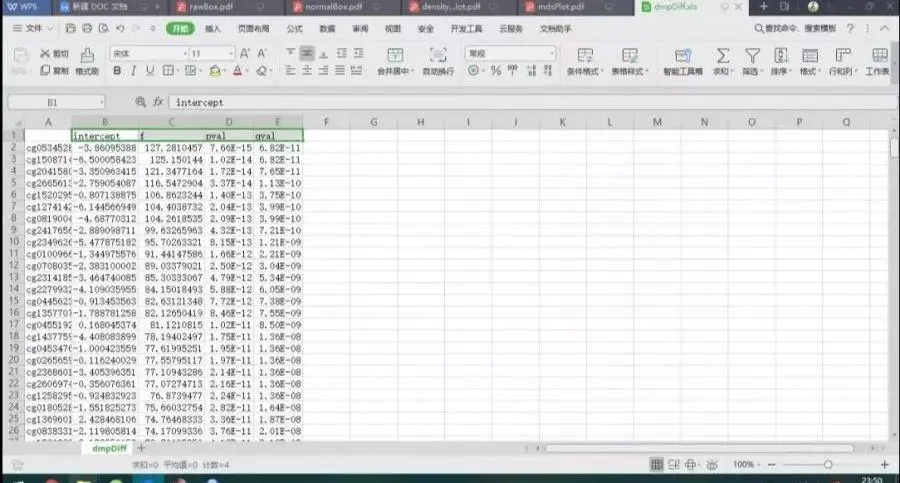 WPS 新建 DOC 文档 rawBox.pdf normalBox.pdf density...lot.pdf mdsPlot.pdf dmpDiff.xls
文件 开始 插入 页面布局 公式 数据 审阅 视图 安全 开发工具 云服务 文档助手 查找命令、搜索模板
剪切 宋体 11 常规
复制 格式刷 合并居中 自动换行 条件格式 表格样式 智能工具箱 求和 筛选 排序 格式 行和列 工作表
B1 fx intercept
A B C D E F G H I J K L M N O P Q
1 intercept f pval qval
2 cg0534528 -3.86095388 127.2810457 7.66E-15 6.82E-11
3 cg1508714 -6.500058423 125.150144 1.02E-14 6.82E-11
4 cg2041580 -3.350963415 121.3477164 1.72E-14 7.65E-11
5 cg2665613 -2.759054087 116.5472904 3.37E-14 1.13E-10
6 cg1520295 -0.807138875 106.8623244 1.40E-13 3.75E-10
7 cg1274142 -6.144566949 104.4038732 2.04E-13 3.99E-10
8 cg0819004 -4.68770312 104.2618535 2.09E-13 3.99E-10
9 cg2417656 -2.889098711 99.63265963 4.32E-13 7.21E-10
10 cg2349626 -5.477875182 95.70263321 8.15E-13 1.21E-09
11 cg0100966 -1.344975576 91.44147586 1.66E-12 2.21E-09
12 cg0708035 -2.383100002 89.03379021 2.50E-12 3.04E-09
13 cg2314185 -3.464740085 85.30333067 4.79E-12 5.34E-09
14 cg2279932 -4.109035955 84.15018493 5.88E-12 6.05E-09
15 cg0445623 -0.913453563 82.63121348 7.72E-12 7.38E-09
16 cg1357707 -1.788781258 82.12650419 8.46E-12 7.55E-09
17 cg0455192 0.168045374 81.1210815 1.02E-11 8.50E-09
18 cg1437759 -4.408083899 78.19402497 1.75E-11 1.36E-08
19 cg0453476 -1.000423559 77.61995251 1.95E-11 1.36E-08
20 cg0265659 -0.116240029 77.55795117 1.97E-11 1.36E-08
21 cg2368601 -3.405396351 77.10943286 2.14E-11 1.36E-08
22 cg2606974 -0.356076361 77.07274713 2.16E-11 1.36E-08
23 cg1258295 -0.924832923 76.8739477 2.24E-11 1.36E-08
24 cg0180528 -1.551825273 75.66032754 2.82E-11 1.64E-08
25 cg1369601 2.428468106 74.76468333 3.36E-11 1.87E-08
26 cg0838331 -2.119805814 74.17099336 3.76E-11 2.01E-08
dmpDiff
求和=0 平均值=0 计数=4 100%
23:50